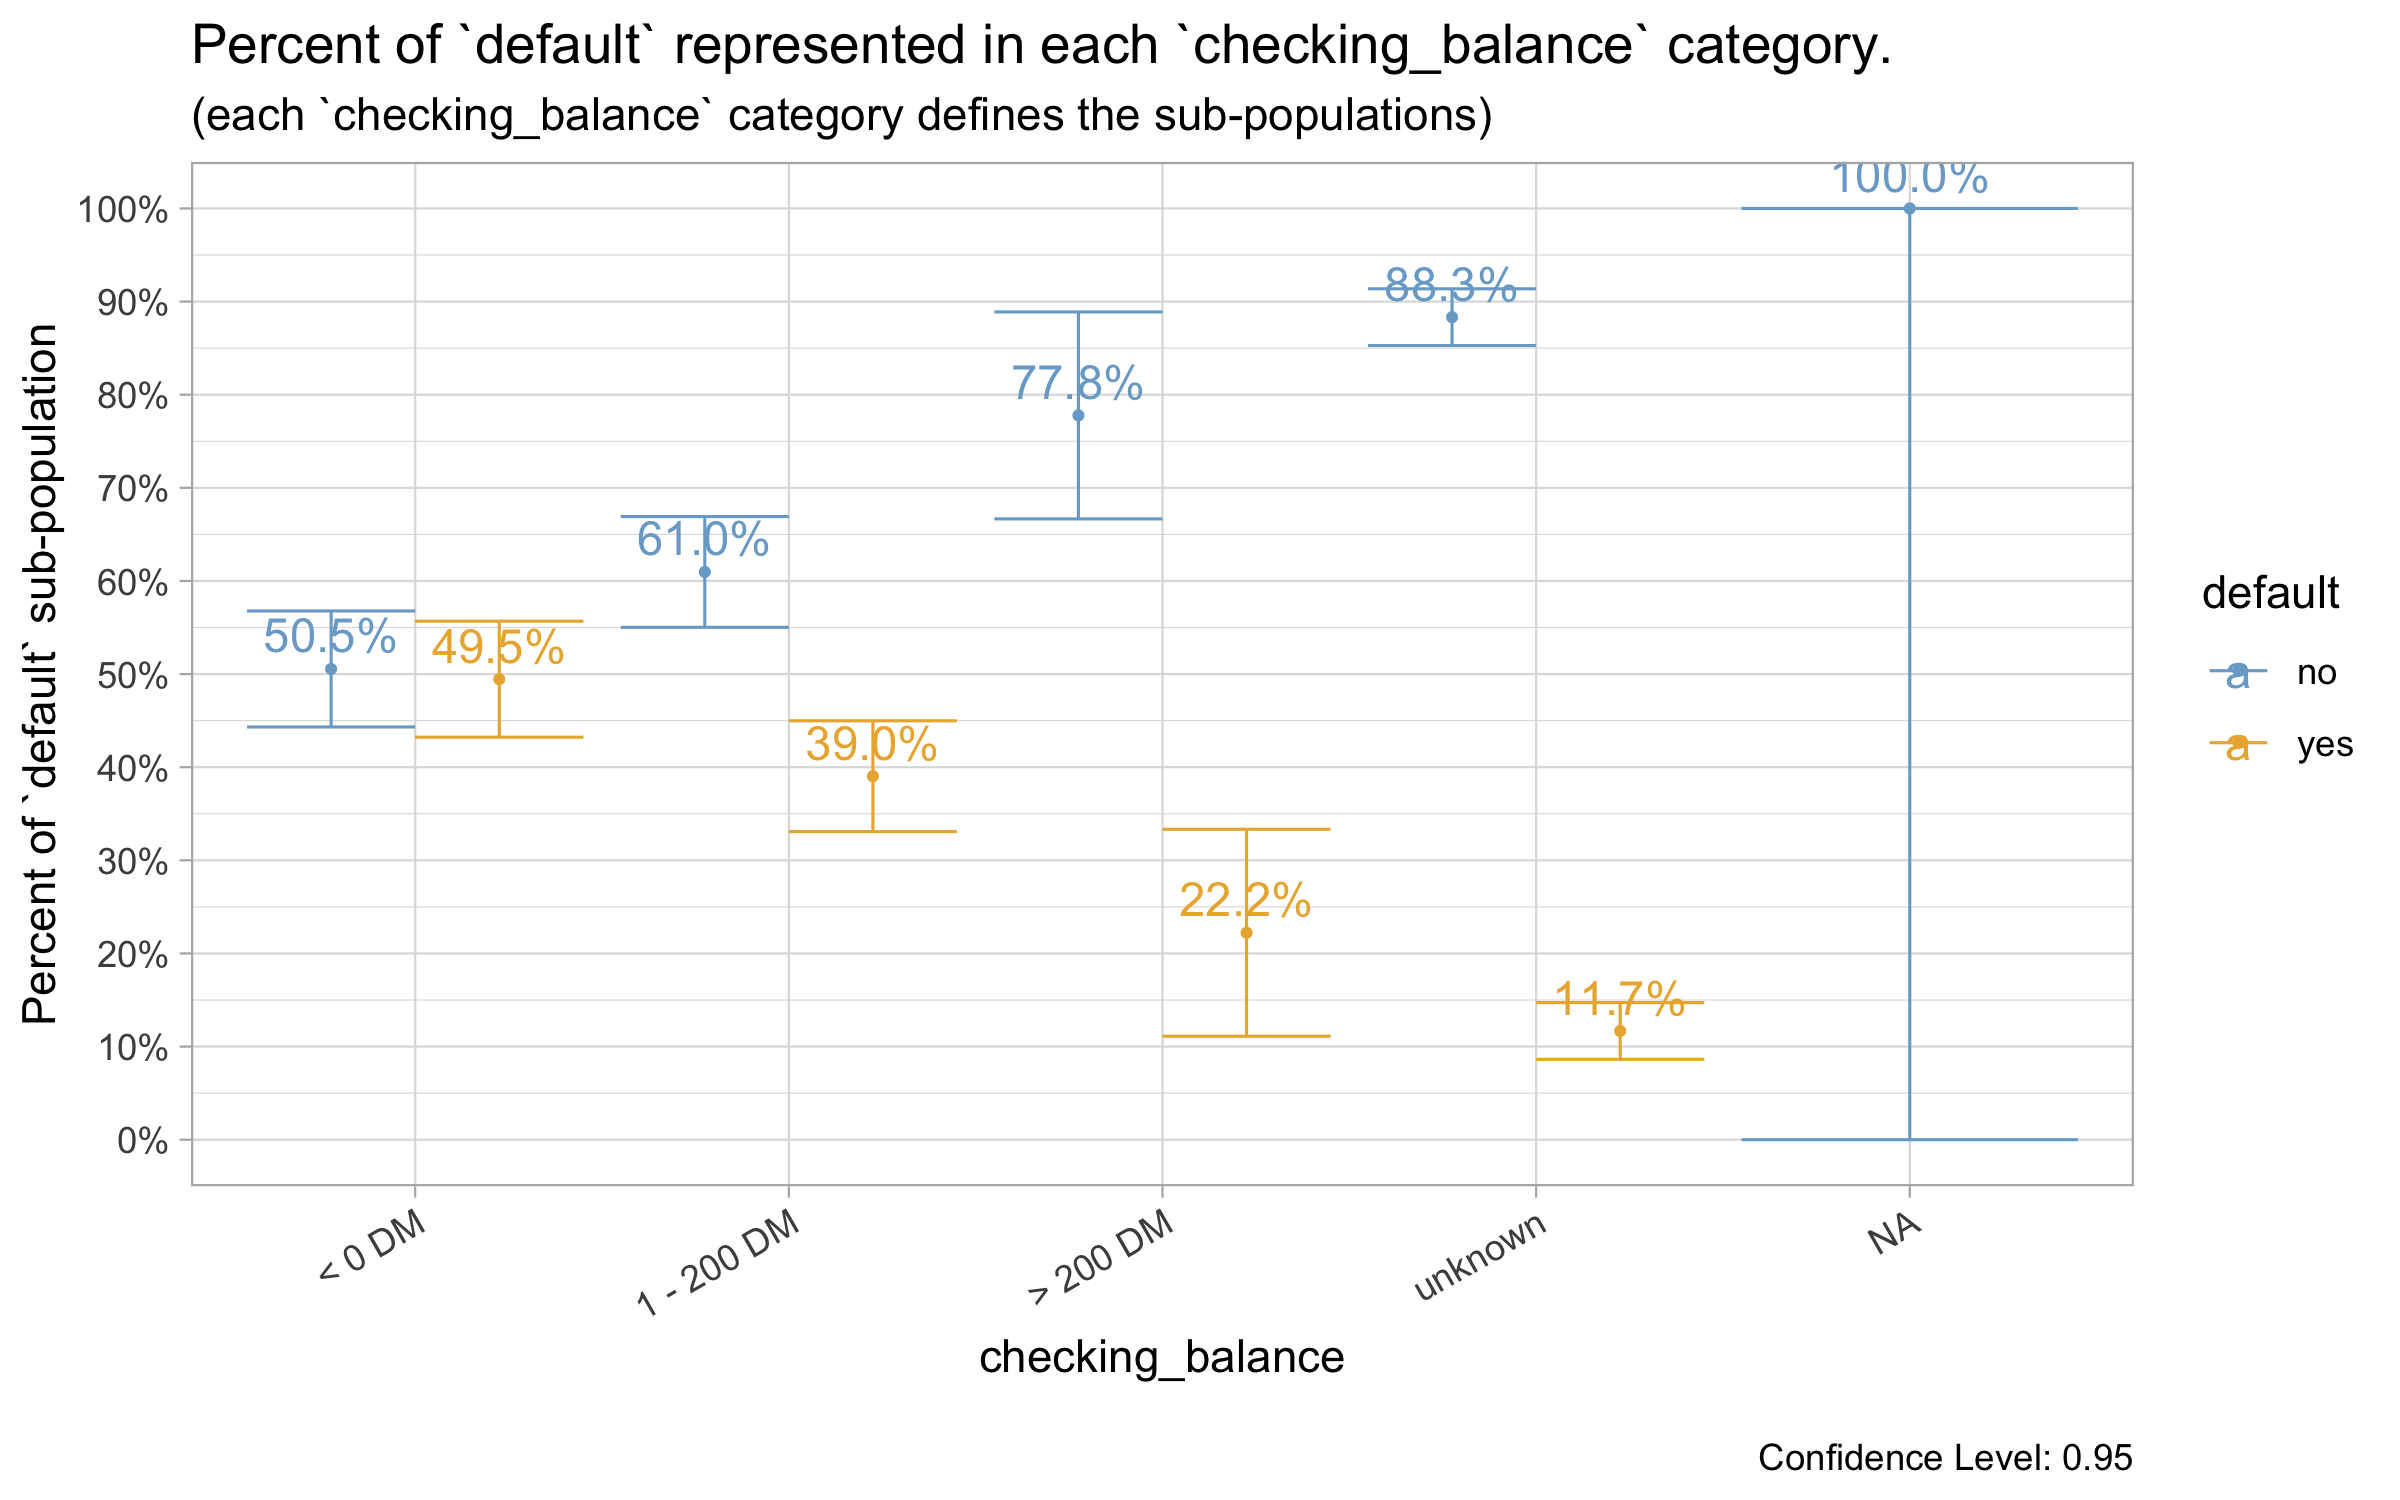 Percent of `default` represented in each `checking_balance` category.
(each `checking_balance` category defines the sub-populations)
Percent of `default` sub-population
100%
90%
80%
70%
60%
50%
40%
30%
20%
10%
0%
50.5%
49.5%
61.0%
39.0%
77.8%
22.2%
88.3%
11.7%
100.0%
< 0 DM
1 - 200 DM
> 200 DM
unknown
NA
checking_balance
default
a no
a yes
Confidence Level: 0.95